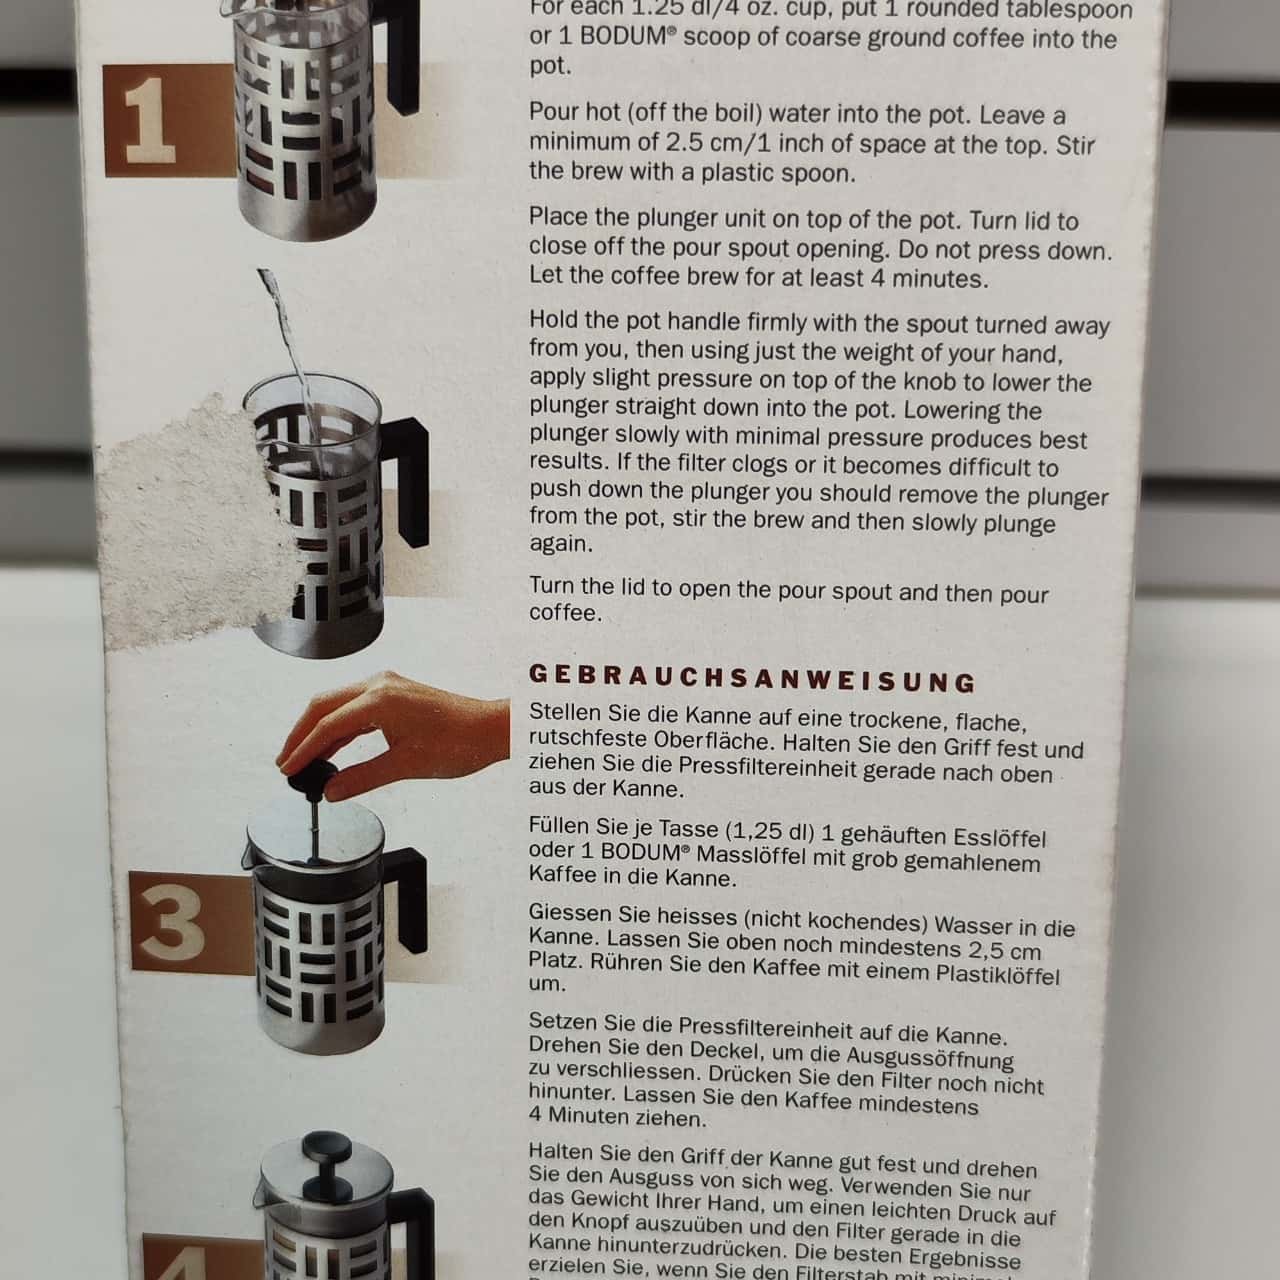 1
For each 1.25 dl/4 oz. cup, put 1 rounded tablespoon
or 1 BODUM® scoop of coarse ground coffee into the
pot.
Pour hot (off the boil) water into the pot. Leave a
minimum of 2.5 cm/1 inch of space at the top. Stir
the brew with a plastic spoon.
Place the plunger unit on top of the pot. Turn lid to
close off the pour spout opening. Do not press down.
Let the coffee brew for at least 4 minutes.
Hold the pot handle firmly with the spout turned away
from you, then using just the weight of your hand,
apply slight pressure on top of the knob to lower the
plunger straight down into the pot. Lowering the
plunger slowly with minimal pressure produces best
results. If the filter clogs or it becomes difficult to
push down the plunger you should remove the plunger
from the pot, stir the brew and then slowly plunge
again.
Turn the lid to open the pour spout and then pour
coffee.
GEBRAUCHSANWEISUNG
Stellen Sie die Kanne auf eine trockene, flache,
rutschfeste Oberfläche. Halten Sie den Griff fest und
ziehen Sie die Pressfiltereinheit gerade nach oben
aus der Kanne.
Füllen Sie je Tasse (1,25 dl) 1 gehäuften Esslöffel
oder 1 BODUM® Masslöffel mit grob gemahlenem
Kaffee in die Kanne.
3
Giessen Sie heisses (nicht kochendes) Wasser in die
Kanne. Lassen Sie oben noch mindestens 2,5 cm
Platz. Rühren Sie den Kaffee mit einem Plastiklöffel
um.
Setzen Sie die Pressfiltereinheit auf die Kanne.
Drehen Sie den Deckel, um die Ausgussöffnung
zu verschliessen. Drücken Sie den Filter noch nicht
hinunter. Lassen Sie den Kaffee mindestens
4 Minuten ziehen.
Halten Sie den Griff der Kanne gut fest und drehen
Sie den Ausguss von sich weg. Verwenden Sie nur
das Gewicht Ihrer Hand, um einen leichten Druck auf
den Knopf auszuüben und den Filter gerade in die
Kanne hinunterzudrücken. Die besten Ergebnisse
erzielen Sie, wenn Sie den Filterstab mit
4